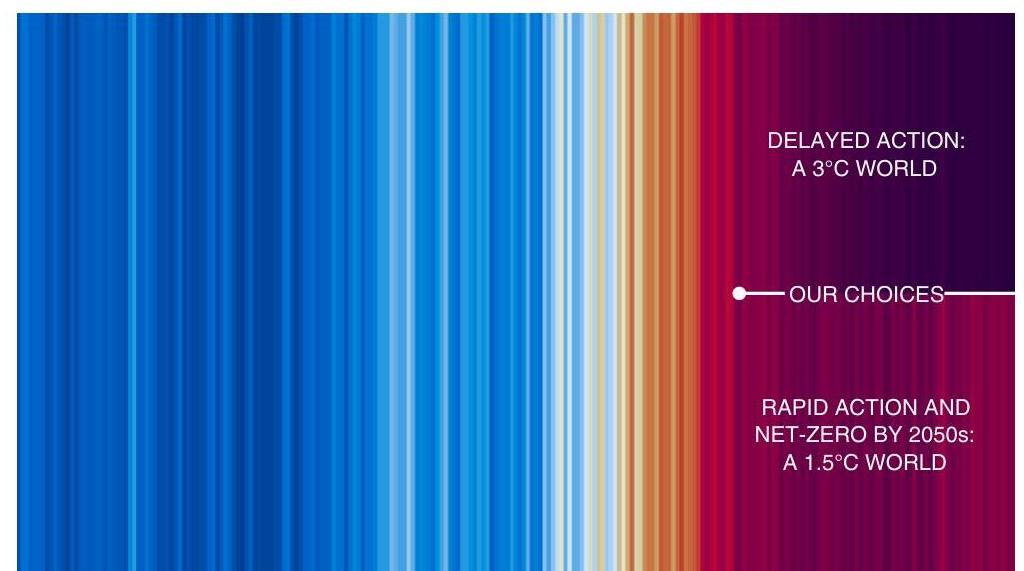 DELAYED ACTION:
A 3°C WORLD
OUR CHOICES
RAPID ACTION AND
NET-ZERO BY 2050s:
A 1.5°C WORLD